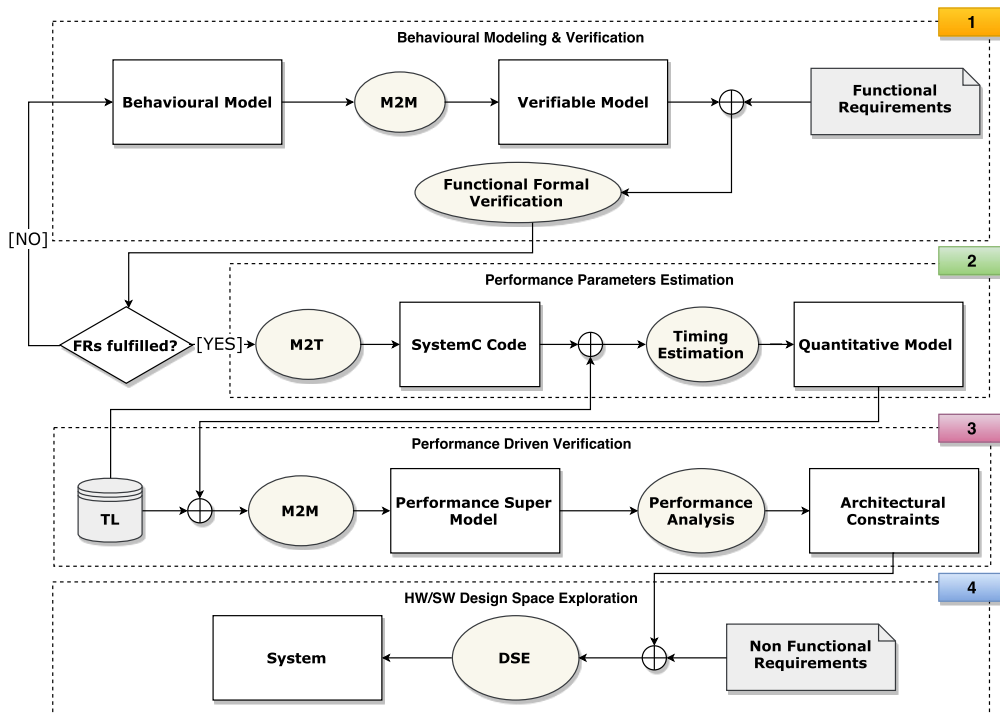 1
Behavioural Modeling & Verification
Behavioural Model
M2M
Verifiable Model
Functional
Requirements
Functional Formal
Verification
[NO]
2
Performance Parameters Estimation
FRs fulfilled?
[YES]
M2T
SystemC Code
Timing
Estimation
Quantitative Model
3
Performance Driven Verification
TL
M2M
Performance Super
Model
Performance
Analysis
Architectural
Constraints
4
HW/SW Design Space Exploration
System
DSE
Non Functional
Requirements